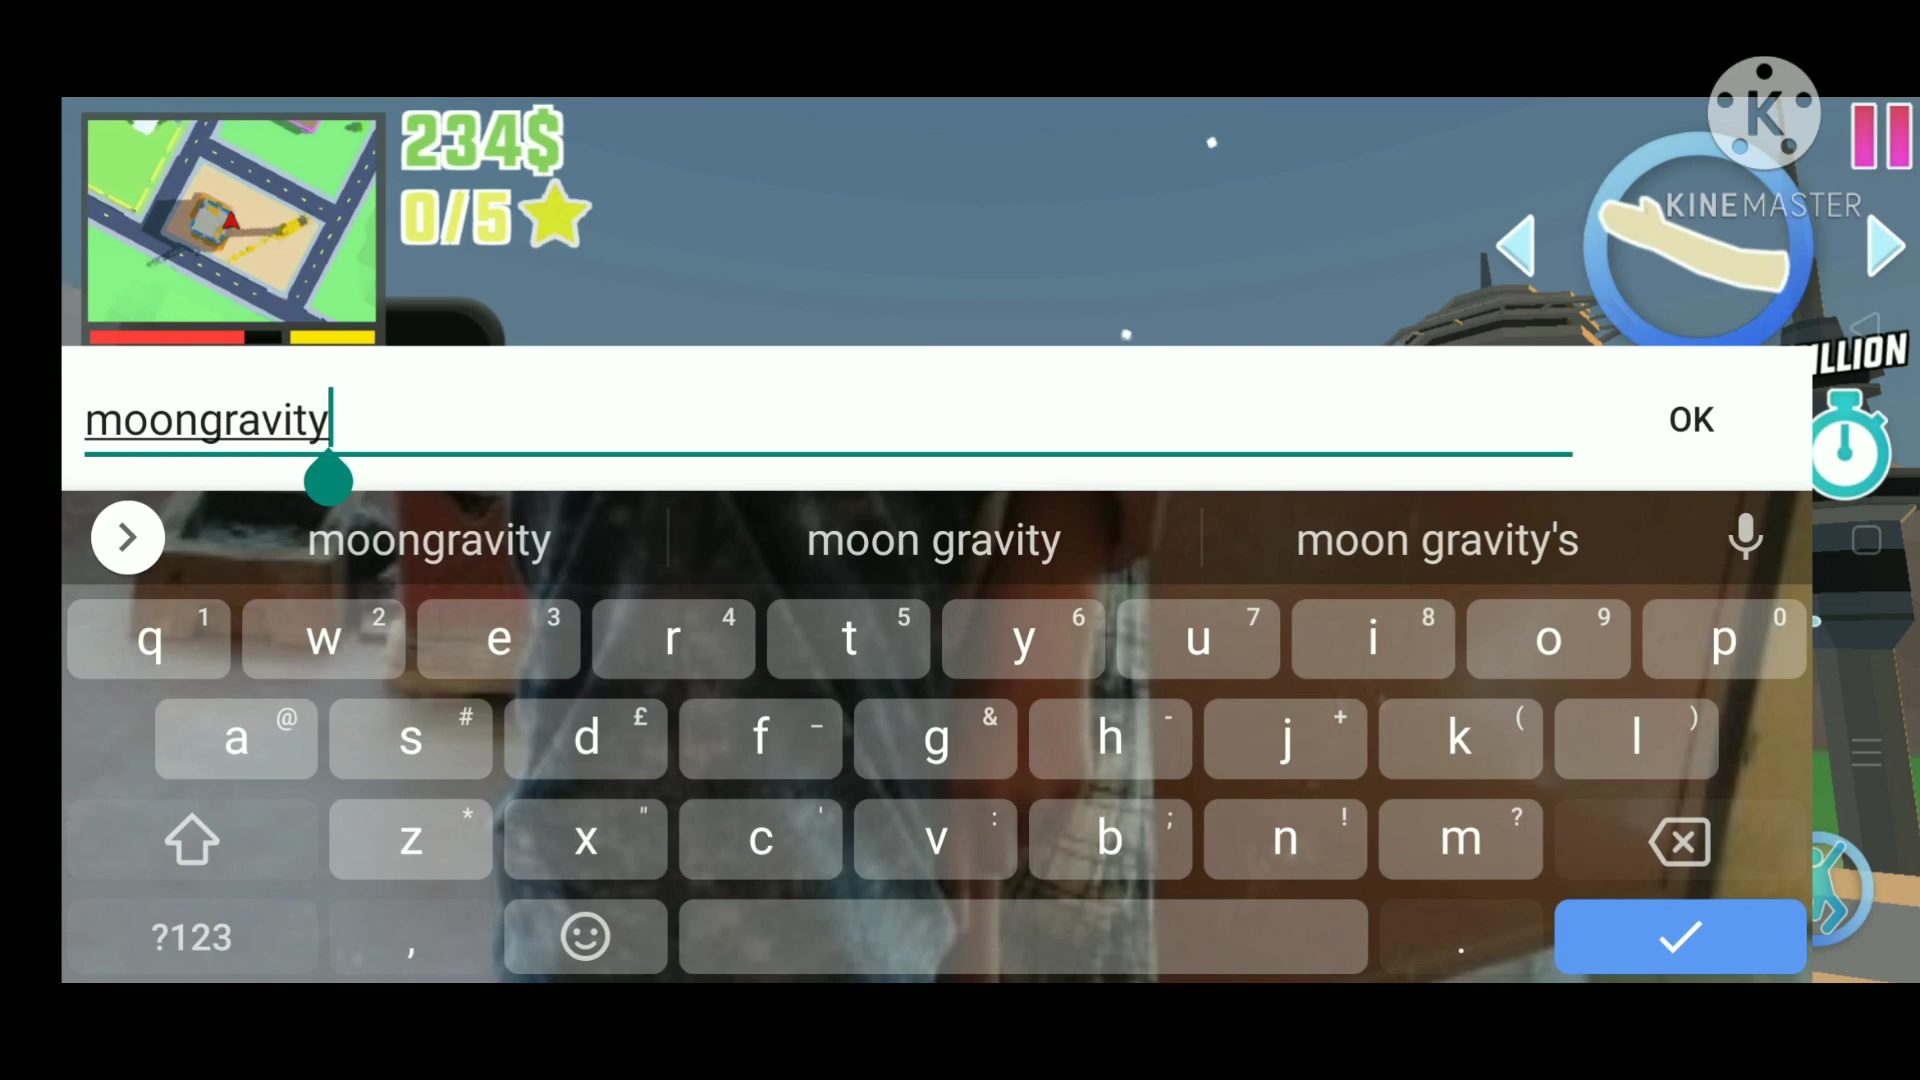 234$
0/5
K
KINEMASTER
ILLION
moongravity
OK
moongravity
moon gravity
moon gravity's
q 1 w 2 e 3 r 4 t 5 y 6 u 7 i 8 o 9 p 0
a @ s # d £ f _ g & h - j + k ( l )
z * x " c ' v : b ; n ! m ?
?123 , .